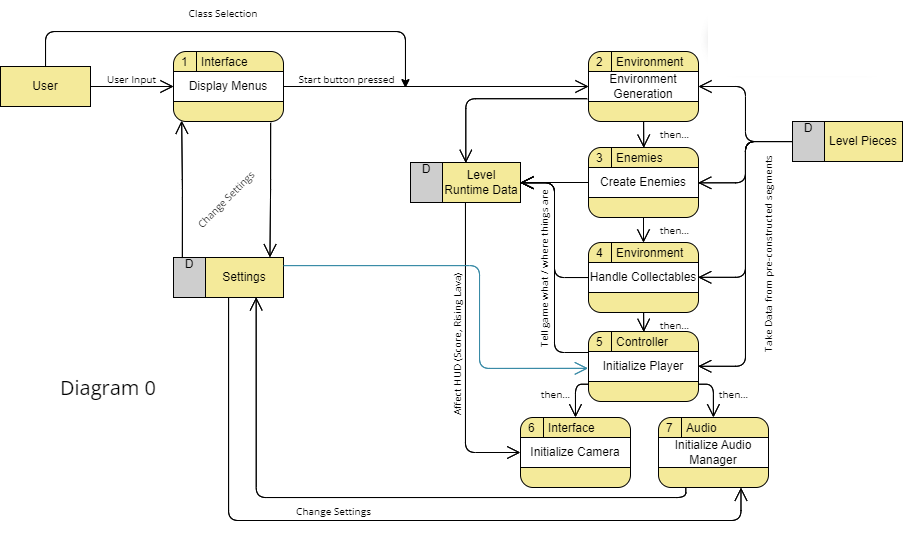 Class Selection
User
User Input
1 Interface
Display Menus
Start button pressed
2 Environment
Environment
Generation
D
Level Pieces
then...
3 Enemies
Create Enemies
D
Level
Runtime Data
then...
Change Settings
4 Environment
Handle Collectables
D
Settings
Tell game what / where things are
Take Data from pre-constructed segments
Affect HUD (Score, Rising Lava)
then...
5 Controller
Initialize Player
Diagram 0
then...
then...
6 Interface
Initialize Camera
7 Audio
Initialize Audio
Manager
Change Settings